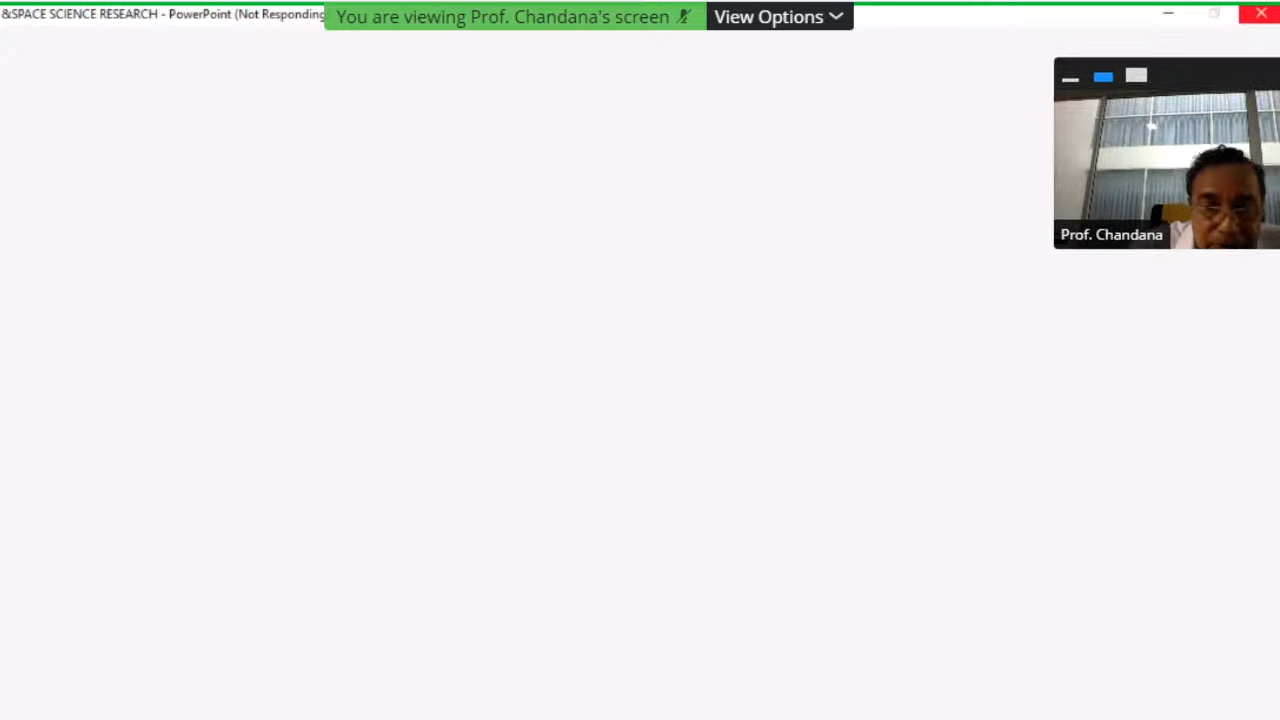 &SPACE SCIENCE RESEARCH - PowerPoint (Not Responding
You are viewing Prof. Chandana's screen
View Options
Prof. Chandana